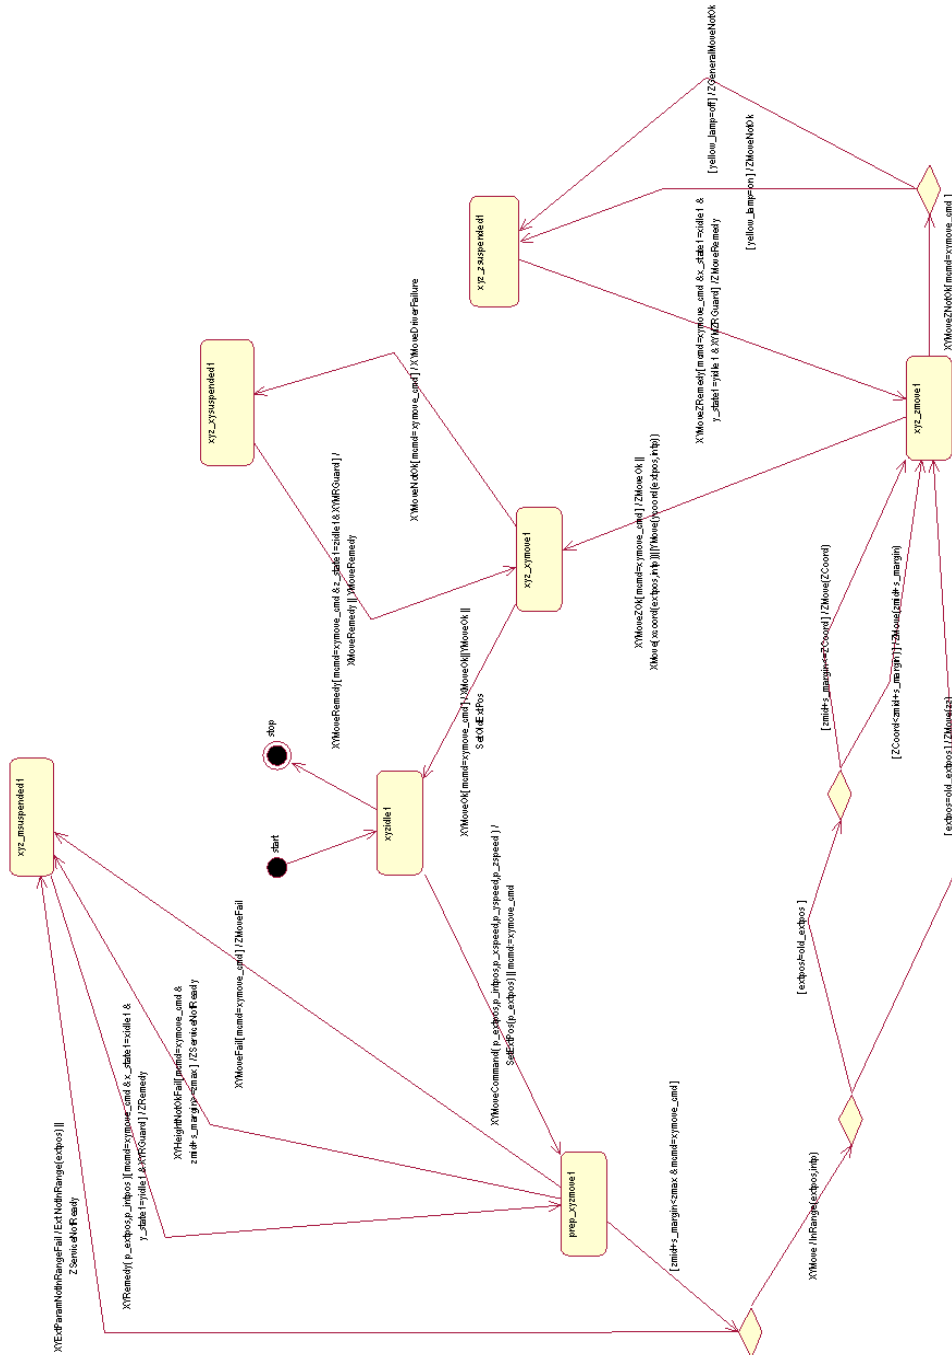 [yellow_lamp=off] / ZGeneralMoveNotOk
[yellow_lamp=on] / ZMoveNotOk
xyz_zsuspended1
XYMoveZNotOk[ mcmd=xymove_cmd ]
XYMoveZRemedy[ mcmd=xymove_cmd & x_state1=xidle1 &
y_state1=yidle1 & XYMZRGuard] / ZMoveRemedy
xyz_zmove1
xyz_xysuspended1
XYMoveNotOk[ mcmd=xymove_cmd] / XYMoveDriverFailure
XYMoveRemedy[ mcmd=xymove_cmd & z_state1=zidle1 & XYMRGuard] /
XMoveRemedy || YMoveRemedy
xyz_xymove1
XYMoveZOk[ mcmd=xymove_cmd] / ZMoveOk ||
XMove(xcoord(extpos,intp))||YMove(ycoord(extpos,intp))
[zmid+s_margin<=ZCoord] / ZMove(ZCoord)
[ZCoord<zmid+s_margin]] / ZMove(zmid+s_margin)
[extpos=old_extpos] / ZMove(zz)
XYMoveOk[ mcmd=xymove_cmd] / XMoveOk||YMoveOk ||
SetOldExtPos
stop
start
xyzidle1
xyz_msuspended1
XYMoveCommand( p_extpos,p_intpos,p_xspeed,p_yspeed,p_zspeed ) /
SetExtPos(p_extpos) || mcmd:=xymove_cmd
[extpos/=old_extpos ]
XYMoveFail[ mcmd=xymove_cmd] / ZMoveFail
XYHeightNotOkFail[ mcmd=xymove_cmd &
zmid+s_margin>=zmax] / ZServiceNotReady
XYRemedy( p_extpos,p_intpos )[ mcmd=xymove_cmd & x_state1=xidle1 &
y_state1=yidle1 & XYRGuard] / ZRemedy
XYExtParamNotInRangeFail / ExtNotInRange(extpos) ||
ZServiceNotReady
prep_xyzmove1
[zmid+s_margin<zmax & mcmd=xymove_cmd]
XYMove / InRange(extpos,intp)